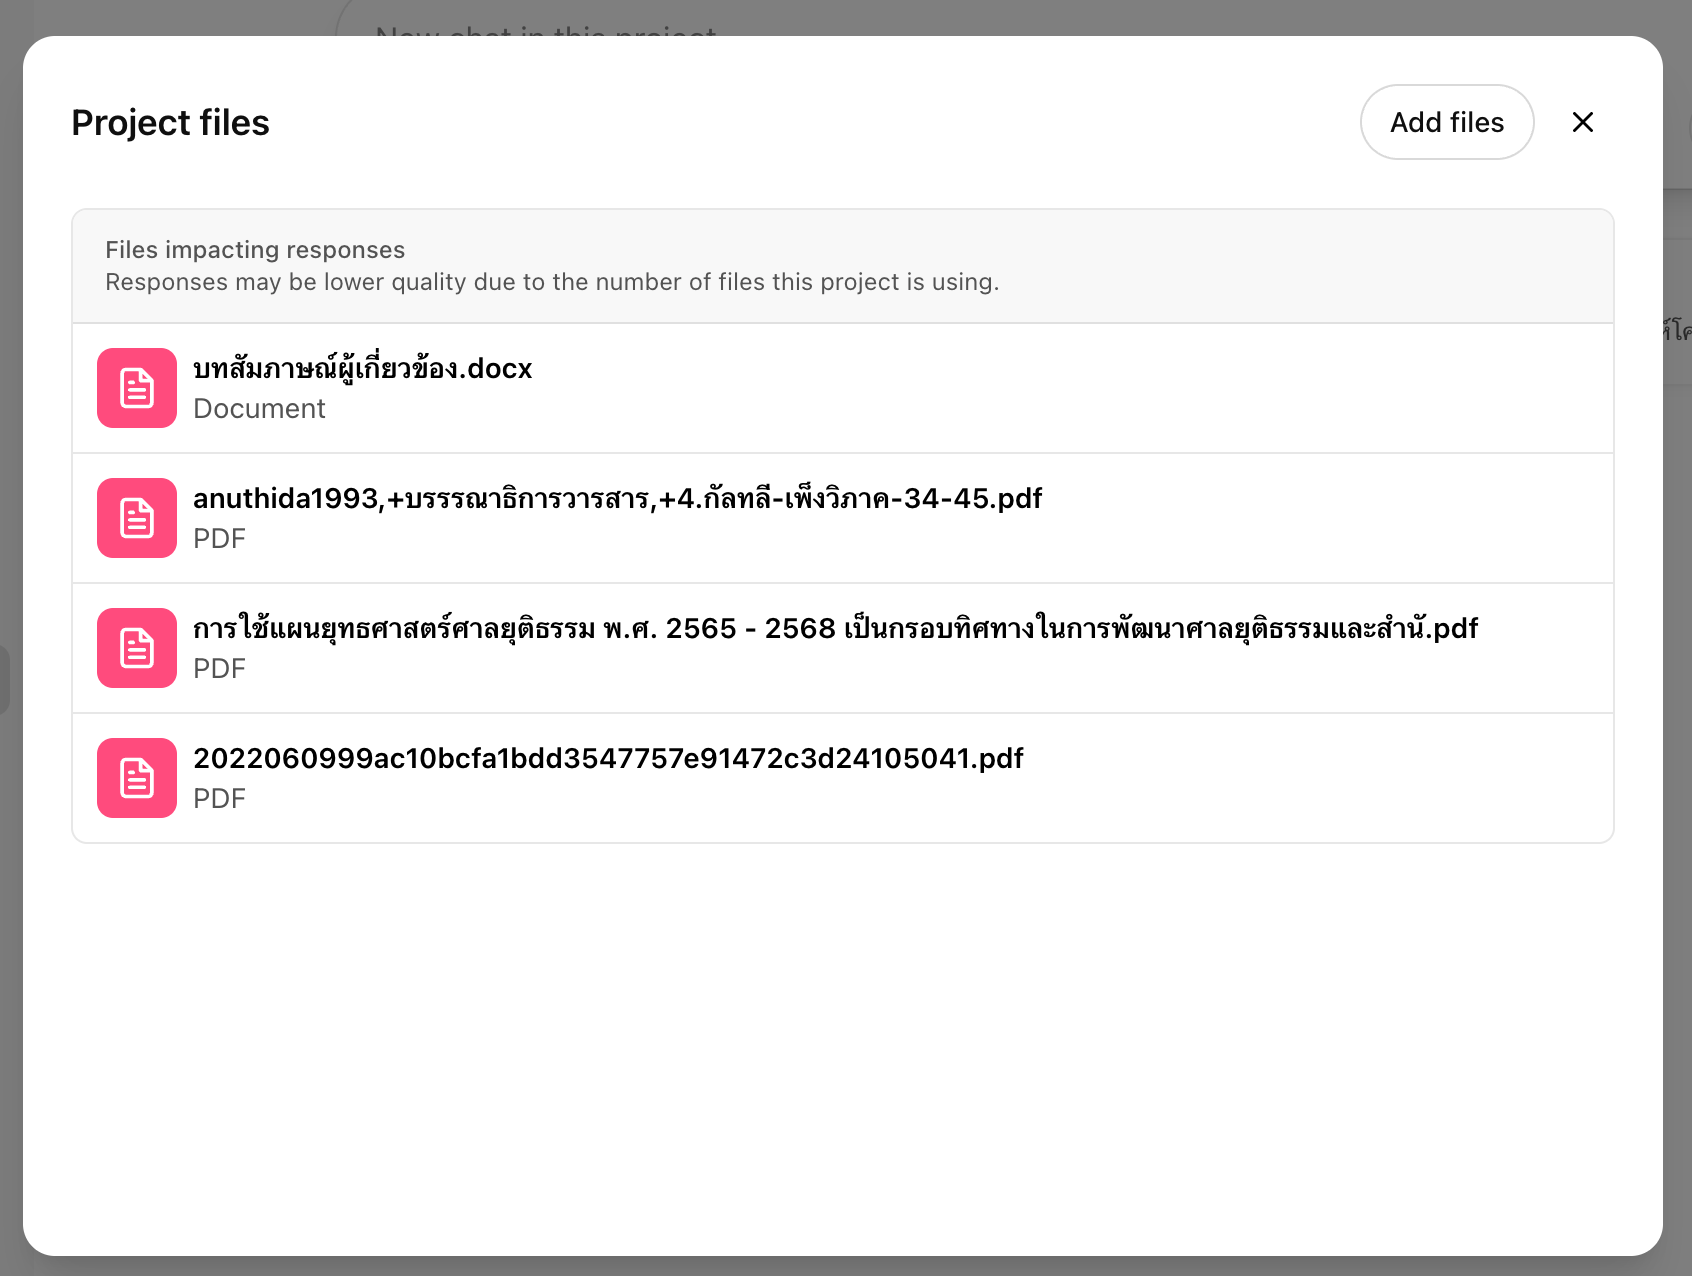 New chat in this project
Project files
Add files
Files impacting responses
Responses may be lower quality due to the number of files this project is using.
บทสัมภาษณ์ผู้เกี่ยวข้อง.docx
Document
anuthida1993,+บรรรณาธิการวารสาร,+4.กัลทลี-เพ็งวิภาค-34-45.pdf
PDF
การใช้แผนยุทธศาสตร์ศาลยุติธรรม พ.ศ. 2565 - 2568 เป็นกรอบทิศทางในการพัฒนาศาลยุติธรรมและสำนั.pdf
PDF
2022060999ac10bcfa1bdd3547757e91472c3d24105041.pdf
PDF